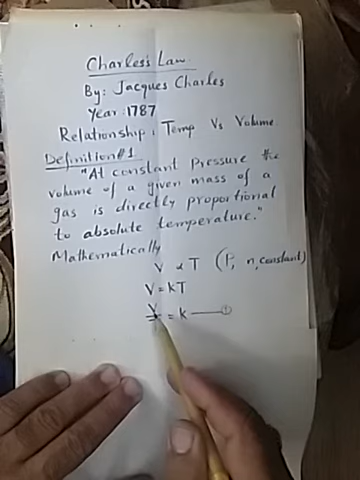 Charles's Law
By: Jacques Charles
Year: 1787
Relationship: Temp Vs Volume
Definition#1
"At constant pressure the
volume of a given mass of a
gas is directly proportional
to absolute temperature."
Mathematically
V ∝ T (P, n, constant)
V = kT
V/T = k — ①